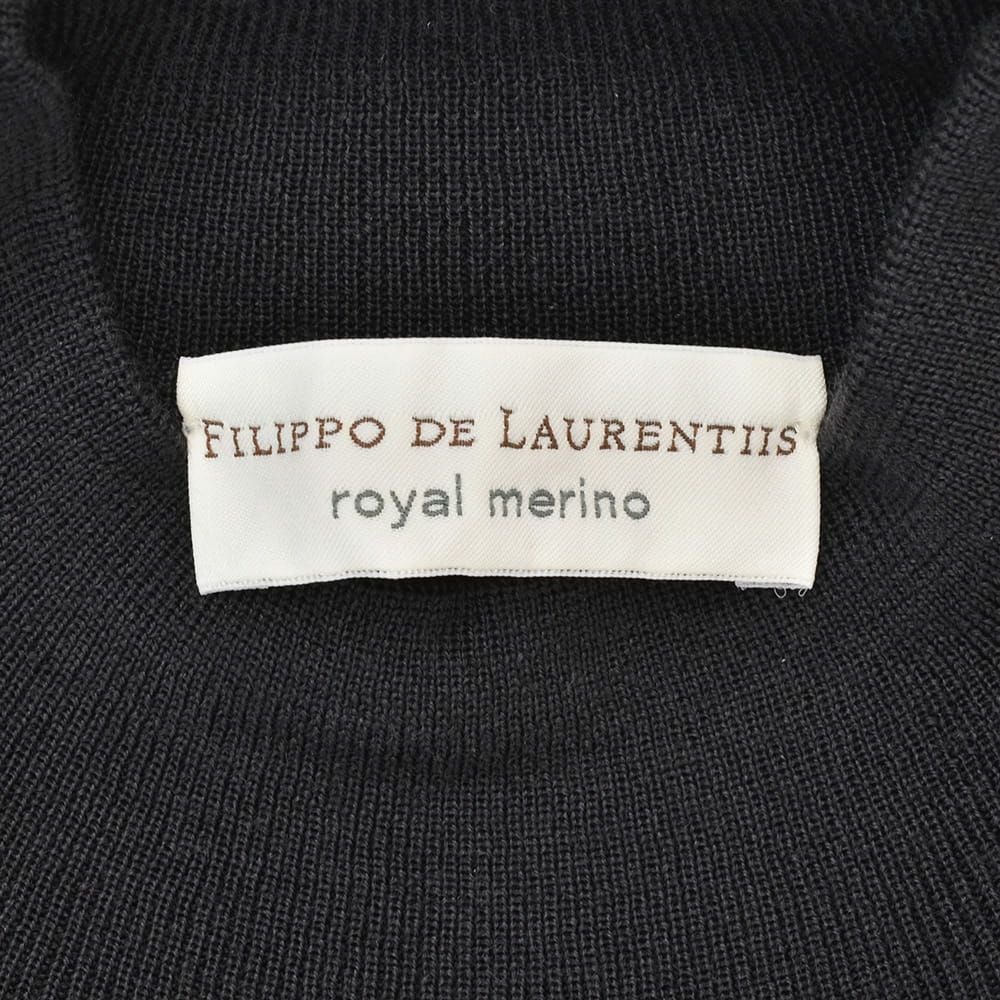 FILIPPO DE LAURENTIIS
royal merino